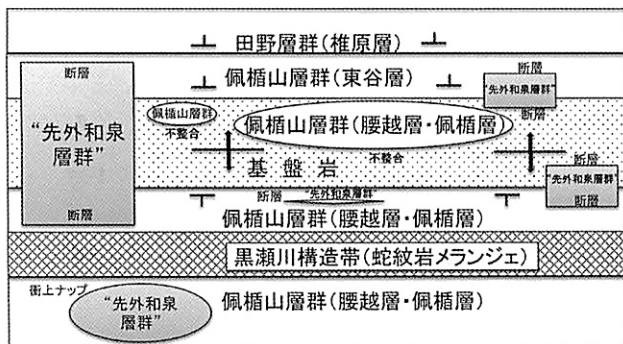 田野層群(椎原層)
断層
佩楯山層群(東谷層)
断層
“先外和泉層群”
断層
佩楯山層群
不整合
佩楯山層群(腰越層・佩楯層)
不整合
“先外和泉
層群”
基盤岩
断層
“先外和泉層群”
断層
“先外和泉層群”
断層
断層
佩楯山層群(腰越層・佩楯層)
黒瀬川構造帯(蛇紋岩メランジェ)
衝上ナップ
“先外和泉
層群”
佩楯山層群(腰越層・佩楯層)